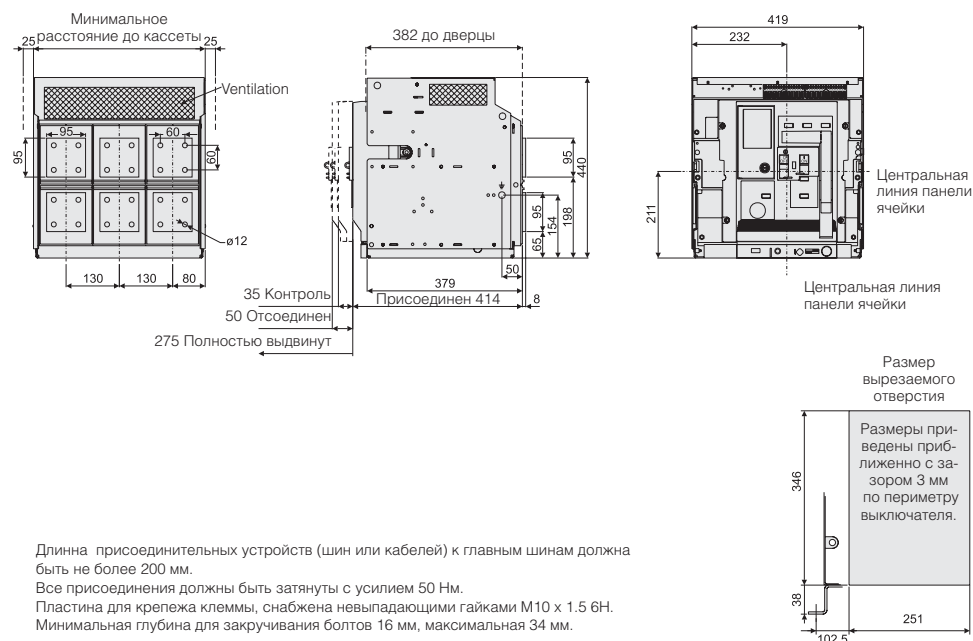 Минимальное
расстояние до кассеты
25
25
Ventilation
95
60
95
60
ø12
130
130
80
382 до дверцы
440
95
198
95
154
65
50
379
35 Контроль
Присоединен 414
8
50 Отсоединен
275 Полностью выдвинут
419
232
211
Центральная
линия панели
ячейки
Центральная линия
панели ячейки
Размер
вырезаемого
отверстия
Размеры при-
ведены приб-
лиженно с за-
зором 3 мм
по периметру
выключателя.
346
38
102.5
251
Длинна присоединительных устройств (шин или кабелей) к главным шинам должна
быть не более 200 мм.
Все присоединения должны быть затянуты с усилием 50 Нм.
Пластина для крепежа клеммы, снабжена невыпадающими гайками М10 х 1.5 6H.
Минимальная глубина для закручивания болтов 16 мм, максимальная 34 мм.